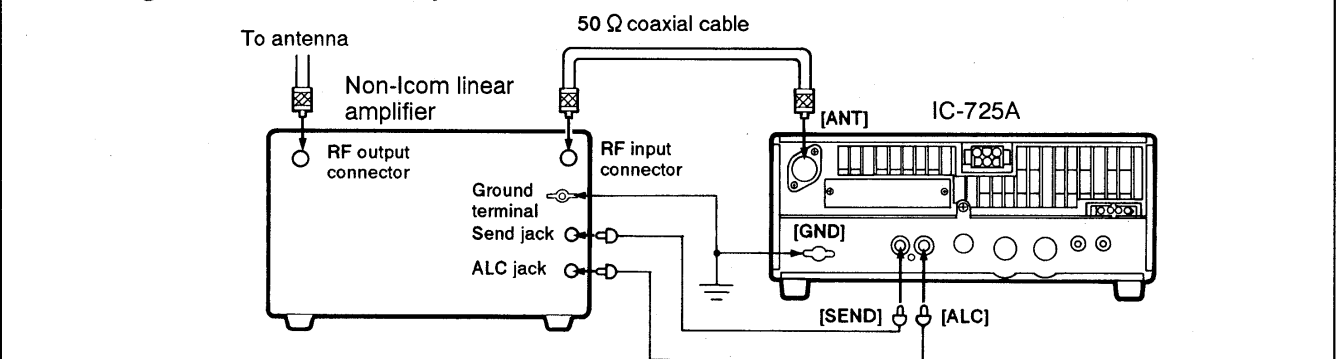 50 Ω coaxial cable
To antenna
Non-Icom linear
amplifier
[ANT]
IC-725A
RF output
connector
RF input
connector
Ground
terminal
Send jack
[GND]
ALC jack
[SEND]
[ALC]